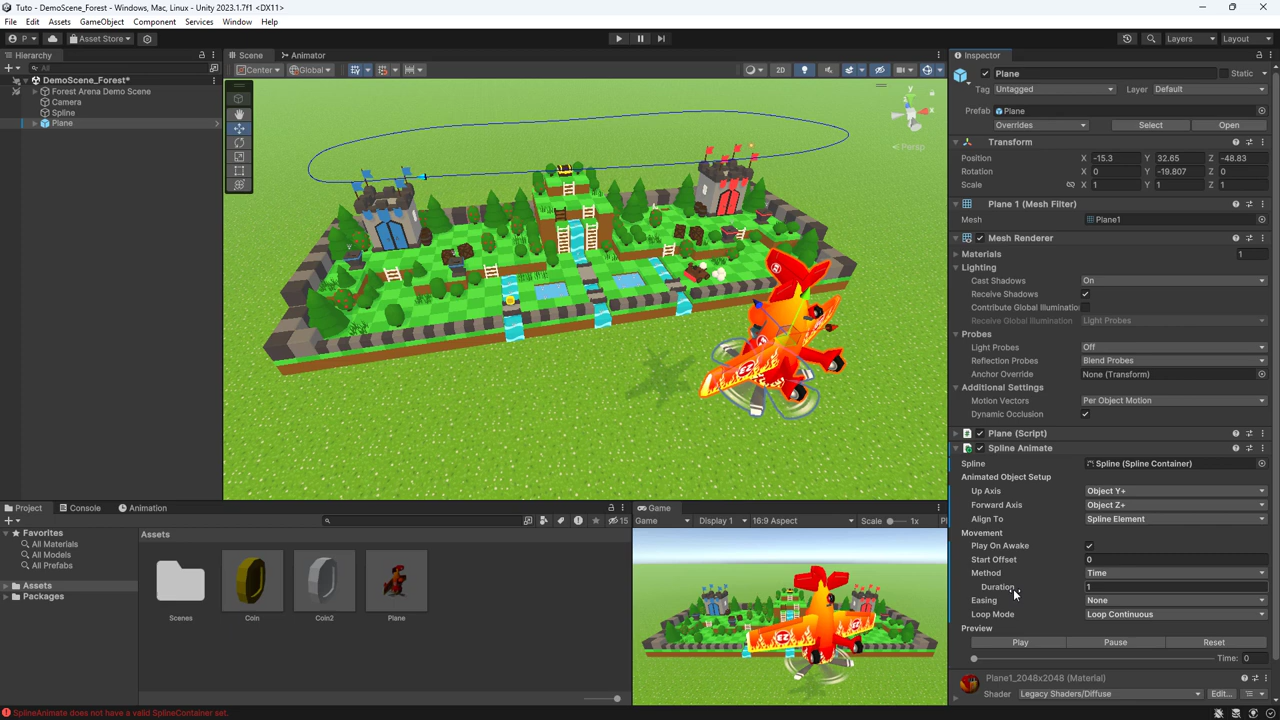 Tuto - DemoScene_Forest - Windows, Mac, Linux - Unity 2023.1.7f1 <DX11>
File Edit Assets GameObject Component Services Window Help
P Asset Store Layers Layout
Hierarchy
All
DemoScene_Forest*
Forest Arena Demo Scene
Camera
Spline
Plane
Scene Animator
Center Global 2D
y
x
Persp
EZ
Inspector
Plane Static
Tag Untagged Layer Default
Prefab Plane
Overrides Select Open
Transform
Position X -15.3 Y 32.65 Z -48.83
Rotation X 0 Y -19.807 Z 0
Scale X 1 Y 1 Z 1
Plane 1 (Mesh Filter)
Mesh Plane1
Mesh Renderer
Materials 1
Lighting
Cast Shadows On
Receive Shadows
Contribute Global Illuminatio
Receive Global Illumination Light Probes
Probes
Light Probes Off
Reflection Probes Blend Probes
Anchor Override None (Transform)
Additional Settings
Motion Vectors Per Object Motion
Dynamic Occlusion
Plane (Script)
Spline Animate
Spline Spline (Spline Container)
Animated Object Setup
Up Axis Object Y+
Forward Axis Object Z+
Align To Spline Element
Movement
Play On Awake
Start Offset 0
Method Time
Duration 1
Easing None
Loop Mode Loop Continuous
Preview
Play Pause Reset
Time: 0
Plane1_2048x2048 (Material)
Shader Legacy Shaders/Diffuse Edit...
Project Console Animation
15
Favorites
All Materials
All Models
All Prefabs
Assets
Packages
Assets
Scenes Coin Coin2 Plane
Game
Game Display 1 16:9 Aspect Scale 1x Pl
EZ
SplineAnimate does not have a valid SplineContainer set.